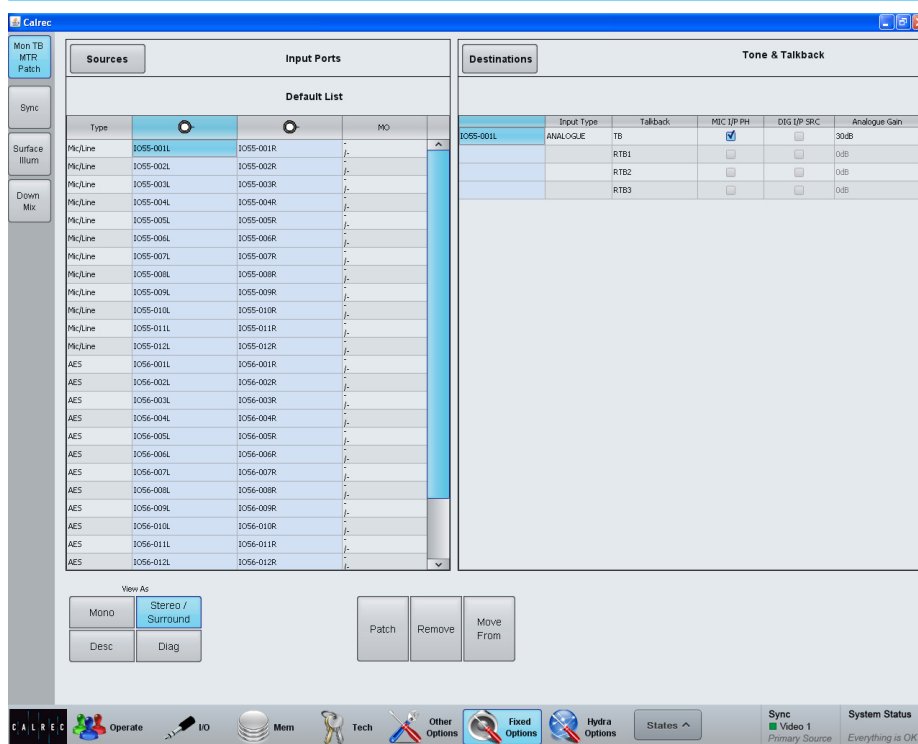 Calrec
Mon TB
MTR
Patch
Sync
Surface
Illum
Down
Mix
Sources
Input Ports
Default List
Type MO
Mic/Line IO55-001L IO55-001R -/-
Mic/Line IO55-002L IO55-002R -/-
Mic/Line IO55-003L IO55-003R -/-
Mic/Line IO55-004L IO55-004R -/-
Mic/Line IO55-005L IO55-005R -/-
Mic/Line IO55-006L IO55-006R -/-
Mic/Line IO55-007L IO55-007R -/-
Mic/Line IO55-008L IO55-008R -/-
Mic/Line IO55-009L IO55-009R -/-
Mic/Line IO55-010L IO55-010R -/-
Mic/Line IO55-011L IO55-011R -/-
Mic/Line IO55-012L IO55-012R -/-
AES IO56-001L IO56-001R -/-
AES IO56-002L IO56-002R -/-
AES IO56-003L IO56-003R -/-
AES IO56-004L IO56-004R -/-
AES IO56-005L IO56-005R -/-
AES IO56-006L IO56-006R -/-
AES IO56-007L IO56-007R -/-
AES IO56-008L IO56-008R -/-
AES IO56-009L IO56-009R -/-
AES IO56-010L IO56-010R -/-
AES IO56-011L IO56-011R -/-
AES IO56-012L IO56-012R -/-
Destinations
Tone & Talkback
Input Type Talkback MIC I/P PH DIG I/P SRC Analogue Gain
IO55-001L ANALOGUE TB 30dB
RTB1 0dB
RTB2 0dB
RTB3 0dB
View As
Mono
Stereo /
Surround
Desc
Diag
Patch
Remove
Move
From
CALREC
Operate
I/O
Mem
Tech
Other
Options
Fixed
Options
Hydra
Options
States
Sync
Video 1
Primary Source
System Status
Everything is OK